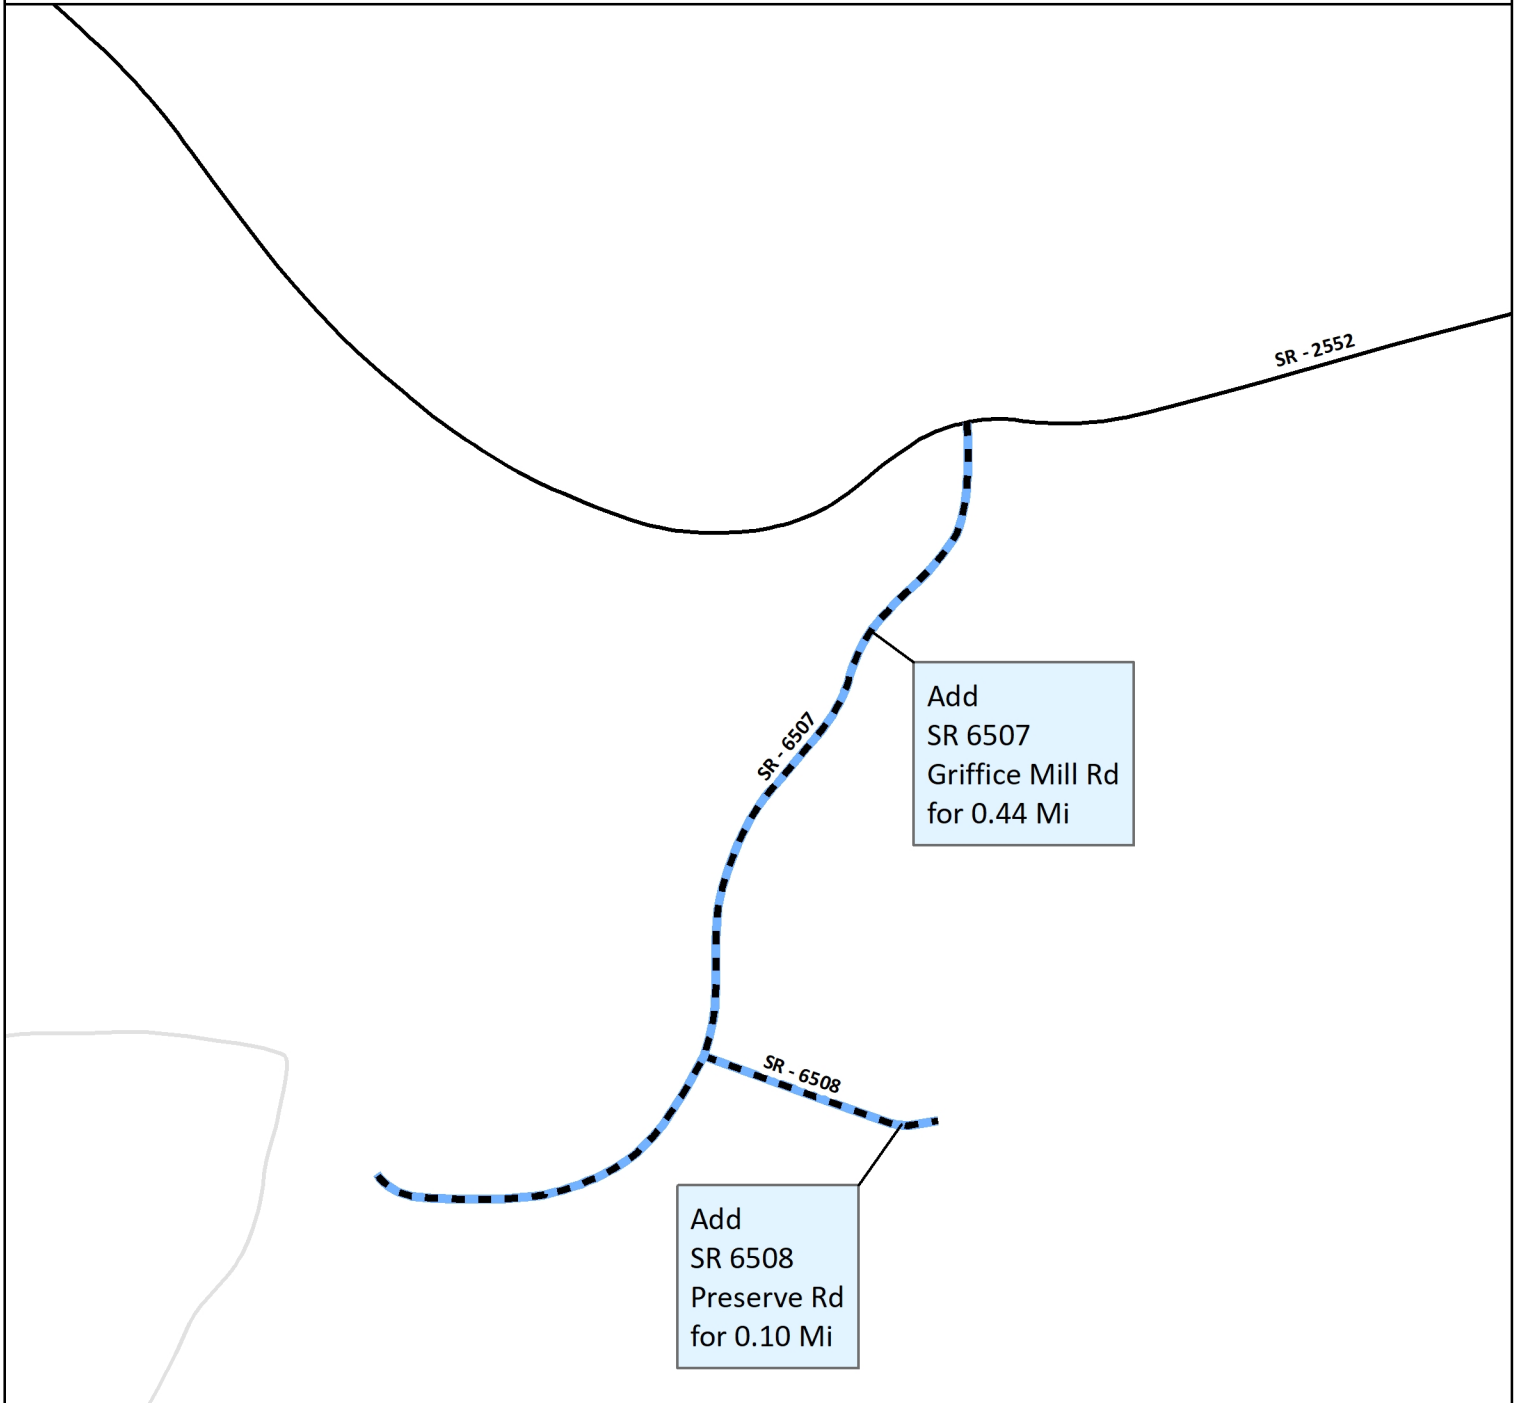 SR - 2552
Add
SR 6507
Griffice Mill Rd
for 0.44 Mi
SR - 6507
SR - 6508
Add
SR 6508
Preserve Rd
for 0.10 Mi